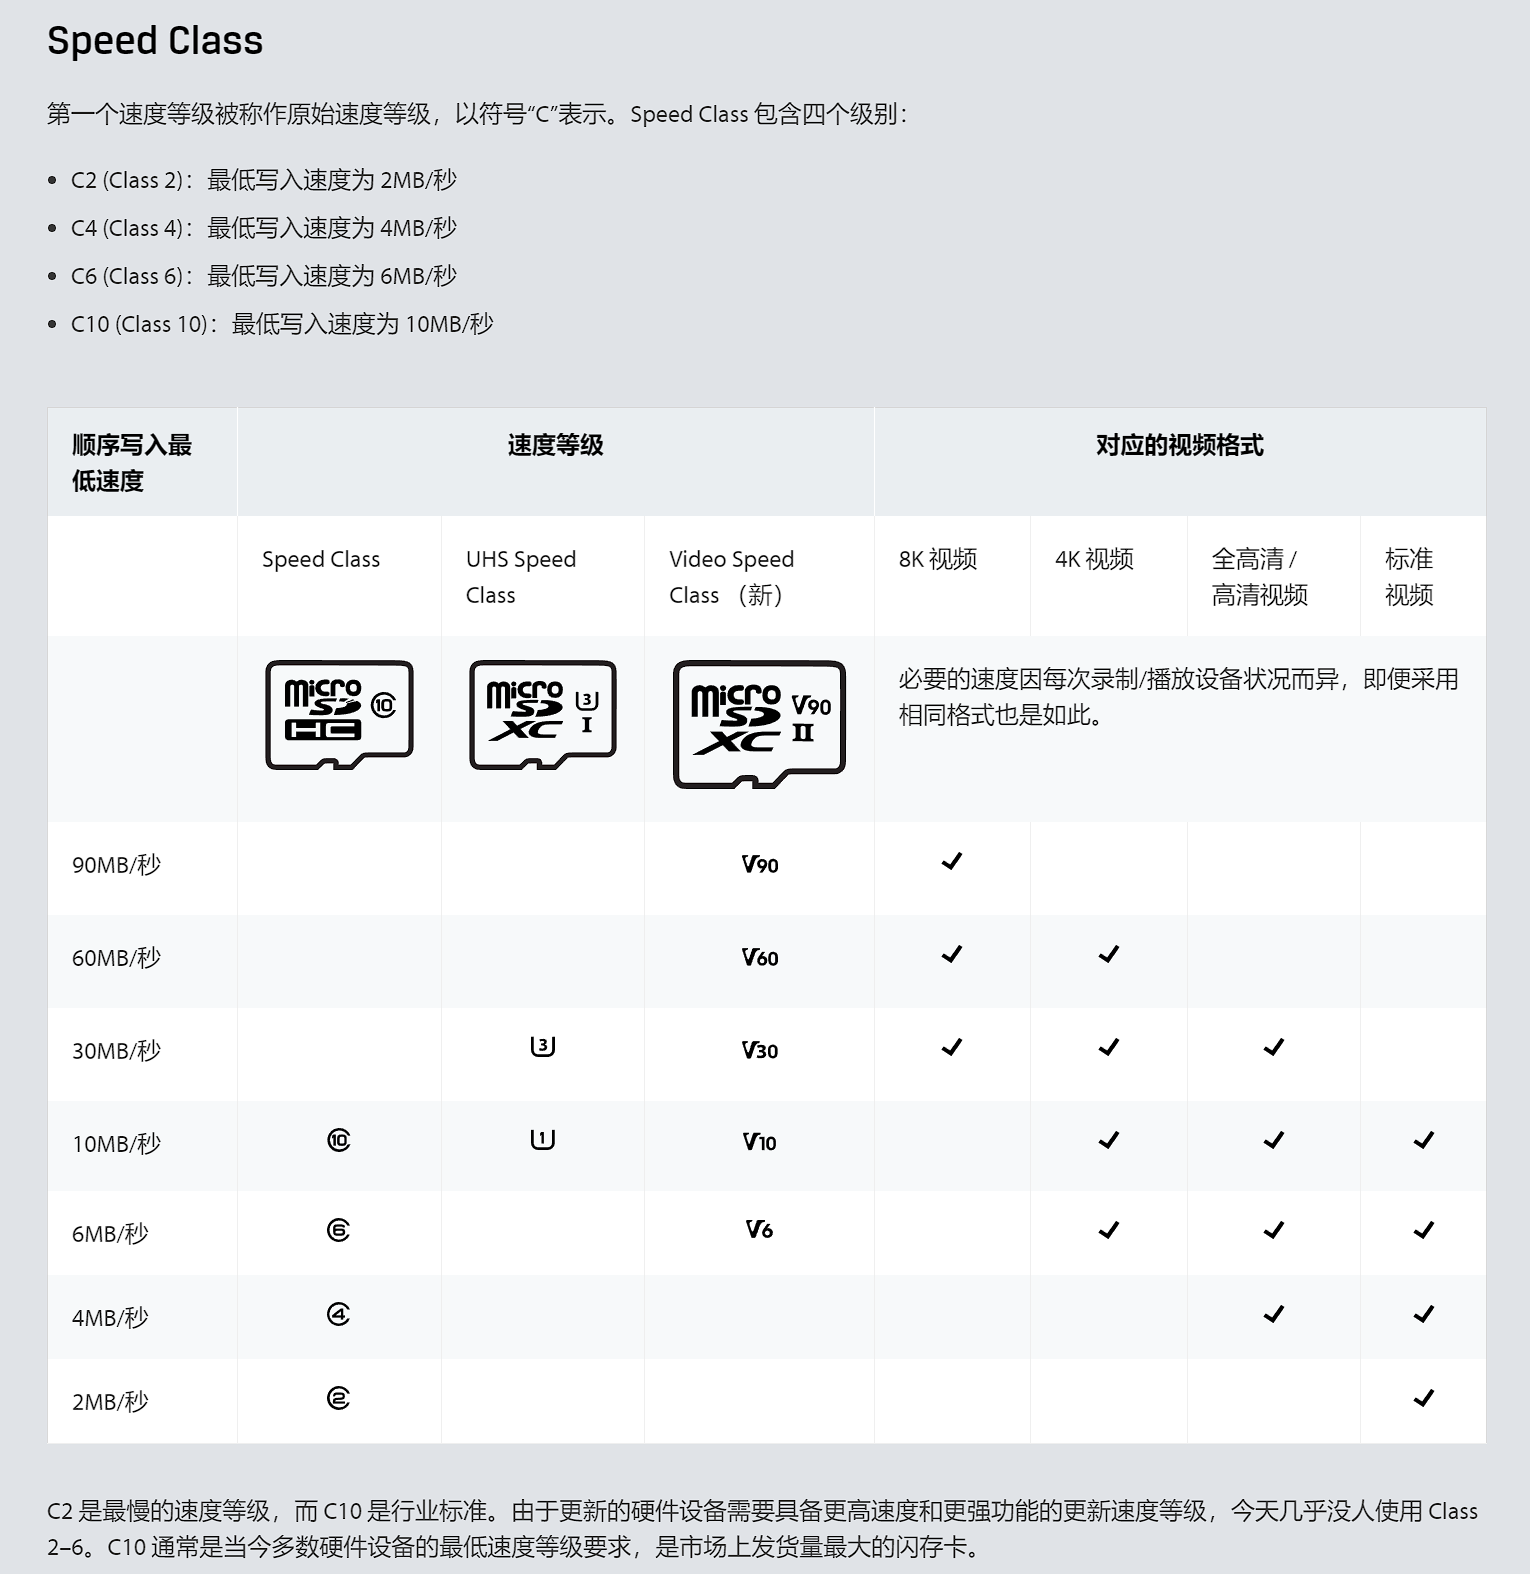 Speed Class
第一个速度等级被称作原始速度等级，以符号“C”表示。Speed Class 包含四个级别：
• C2 (Class 2)：最低写入速度为 2MB/秒
• C4 (Class 4)：最低写入速度为 4MB/秒
• C6 (Class 6)：最低写入速度为 6MB/秒
• C10 (Class 10)：最低写入速度为 10MB/秒
顺序写入最 速度等级 对应的视频格式
低速度
Speed Class UHS Speed Video Speed 8K 视频 4K 视频 全高清 / 标准
Class Class （新） 高清视频 视频
micro SD HC 10 micro SD XC 3 I micro SD XC V90 II 必要的速度因每次录制/播放设备状况而异，即便采用
相同格式也是如此。
90MB/秒 V90 ✓
60MB/秒 V60 ✓ ✓
30MB/秒 3 V30 ✓ ✓ ✓
10MB/秒 10 1 V10 ✓ ✓ ✓
6MB/秒 6 V6 ✓ ✓ ✓
4MB/秒 4 ✓ ✓
2MB/秒 2 ✓
C2 是最慢的速度等级，而 C10 是行业标准。由于更新的硬件设备需要具备更高速度和更强功能的更新速度等级，今天几乎没人使用 Class
2–6。C10 通常是当今多数硬件设备的最低速度等级要求，是市场上发货量最大的闪存卡。